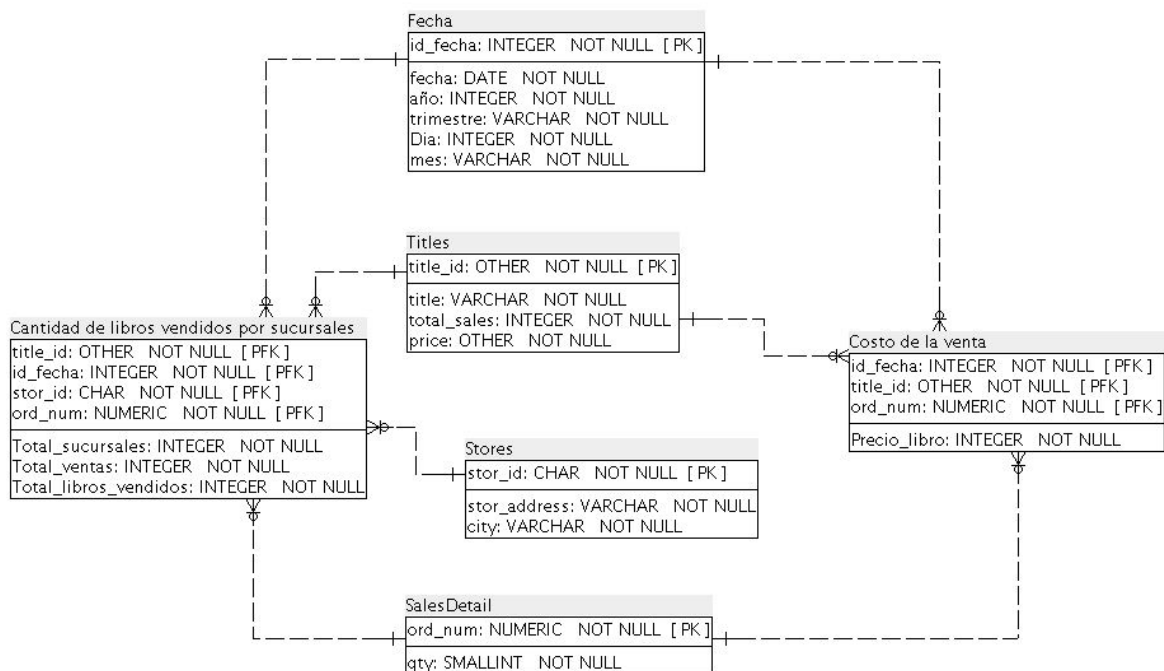 Fecha
id_fecha: INTEGER NOT NULL [ PK ]
fecha: DATE NOT NULL
año: INTEGER NOT NULL
trimestre: VARCHAR NOT NULL
Dia: INTEGER NOT NULL
mes: VARCHAR NOT NULL
Titles
title_id: OTHER NOT NULL [ PK ]
title: VARCHAR NOT NULL
total_sales: INTEGER NOT NULL
price: OTHER NOT NULL
Cantidad de libros vendidos por sucursales
title_id: OTHER NOT NULL [ PFK ]
id_fecha: INTEGER NOT NULL [ PFK ]
stor_id: CHAR NOT NULL [ PFK ]
ord_num: NUMERIC NOT NULL [ PFK ]
Total_sucursales: INTEGER NOT NULL
Total_ventas: INTEGER NOT NULL
Total_libros_vendidos: INTEGER NOT NULL
Costo de la venta
id_fecha: INTEGER NOT NULL [ PFK ]
title_id: OTHER NOT NULL [ PFK ]
ord_num: NUMERIC NOT NULL [ PFK ]
Precio_libro: INTEGER NOT NULL
Stores
stor_id: CHAR NOT NULL [ PK ]
stor_address: VARCHAR NOT NULL
city: VARCHAR NOT NULL
SalesDetail
ord_num: NUMERIC NOT NULL [ PK ]
qty: SMALLINT NOT NULL